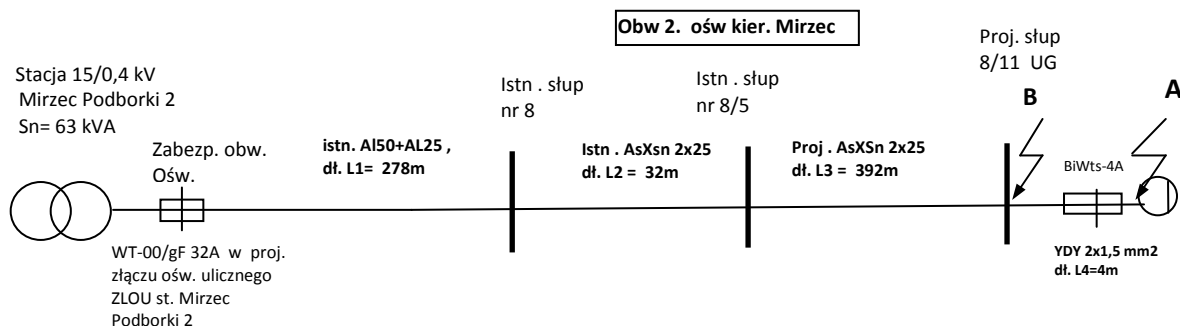 Obw 2. ośw kier. Mirzec
Stacja 15/0,4 kV
Mirzec Podborki 2
Sn= 63 kVA
Zabezp. obw.
Ośw.
WT-00/gF 32A w proj.
złączu ośw. ulicznego
ZLOU st. Mirzec
Podborki 2
istn. Al50+AL25 ,
dł. L1= 278m
Istn . słup
nr 8
Istn . AsXsn 2x25
dł. L2 = 32m
Istn . słup
nr 8/5
Proj . AsXSn 2x25
dł. L3 = 392m
Proj. słup
8/11 UG
B
A
BiWts-4A
YDY 2x1,5 mm2
dł. L4=4m